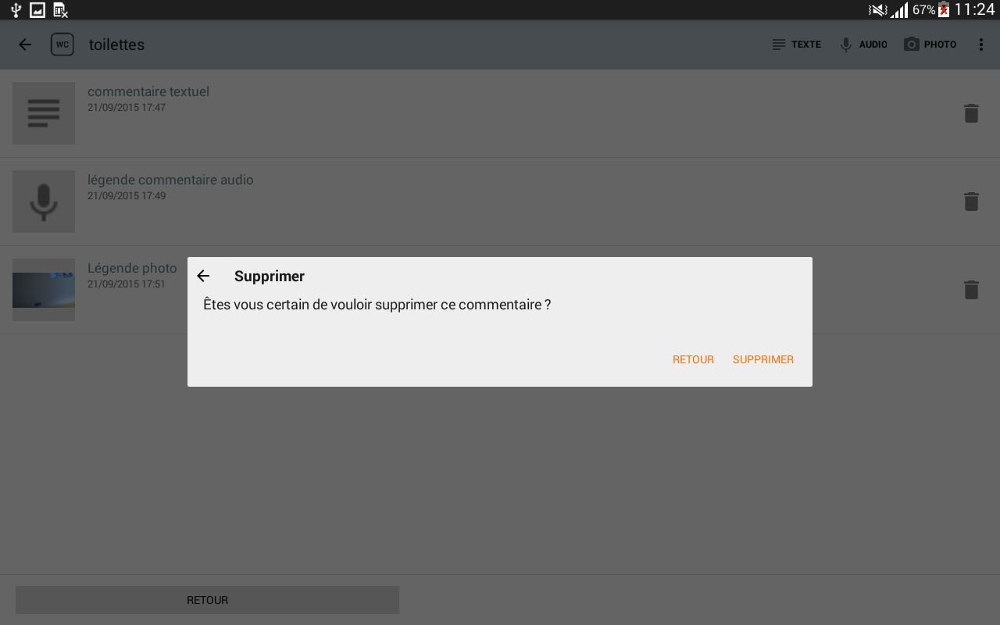 67% 11:24
WC toilettes TEXTE AUDIO PHOTO
commentaire textuel
21/09/2015 17:47
légende commentaire audio
21/09/2015 17:49
Légende photo
21/09/2015 17:51
Supprimer
Êtes vous certain de vouloir supprimer ce commentaire ?
RETOUR SUPPRIMER
RETOUR